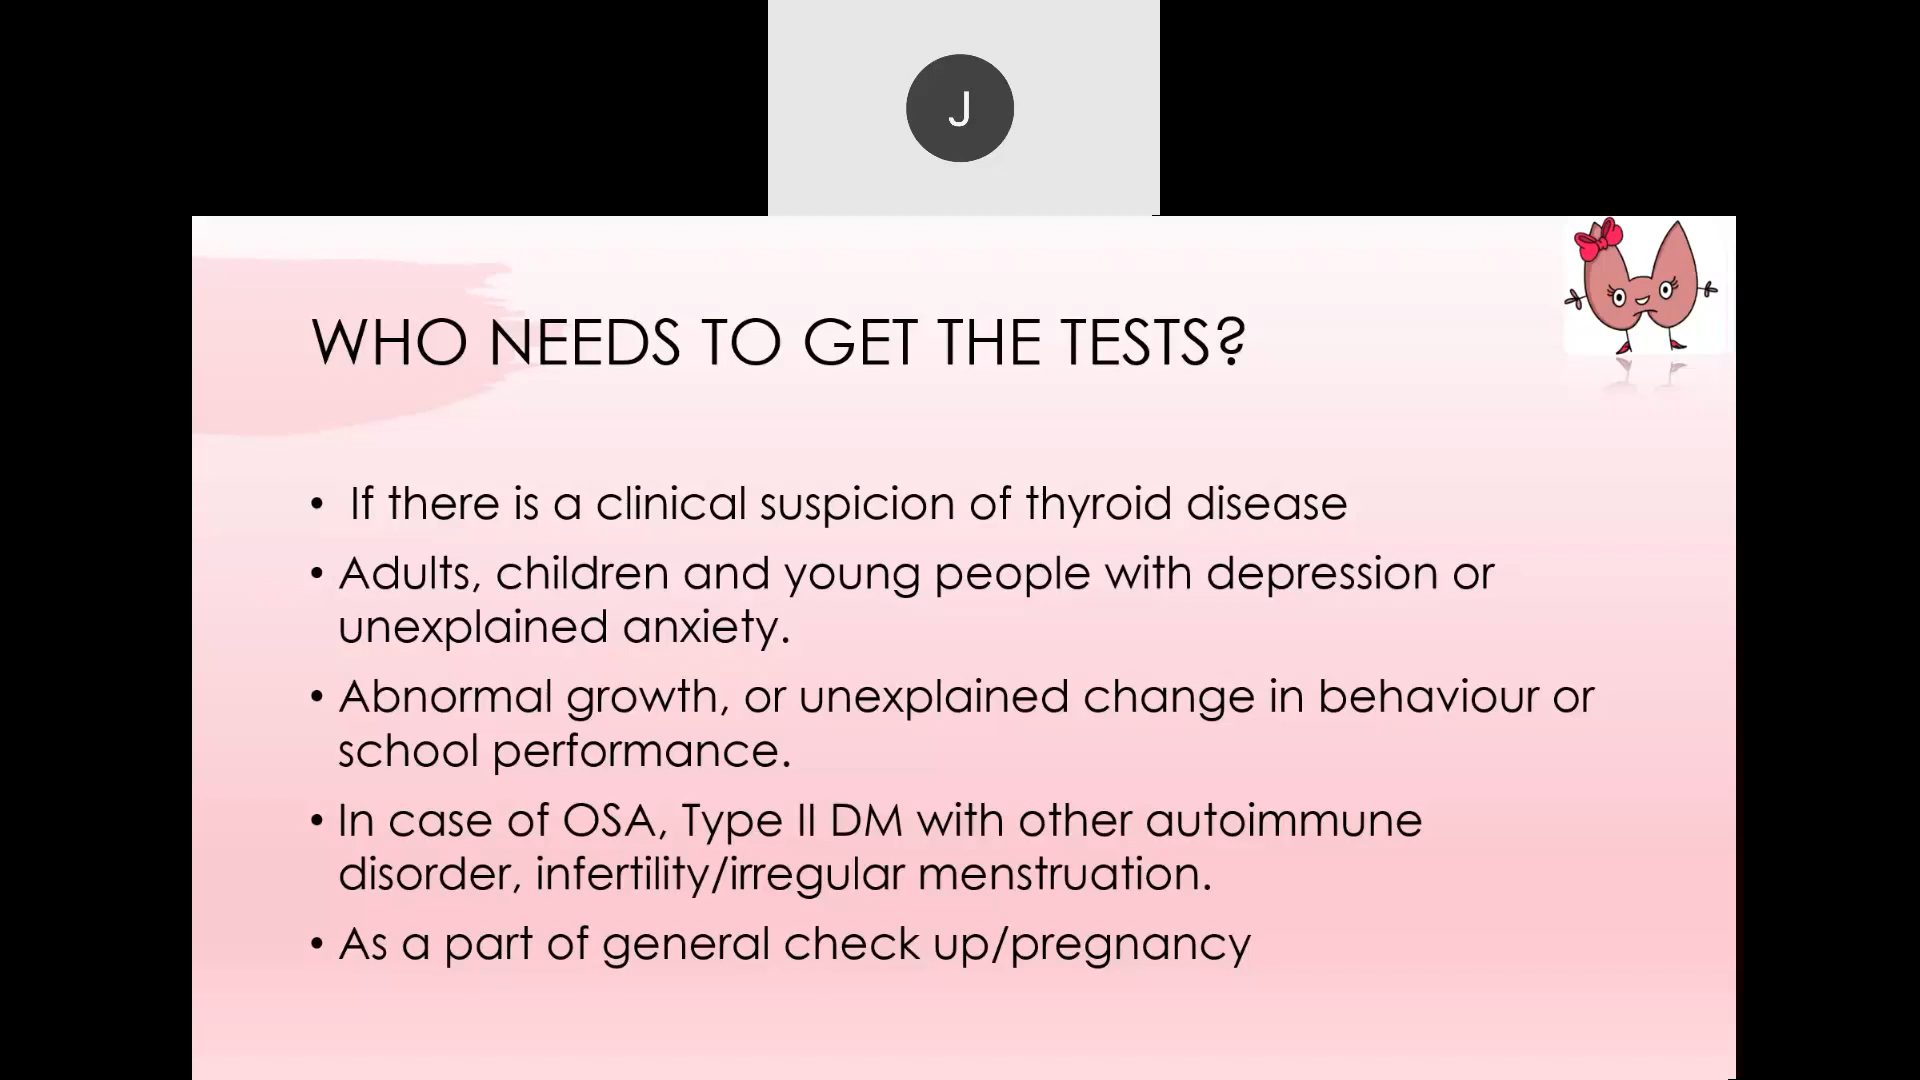 J
WHO NEEDS TO GET THE TESTS?
• If there is a clinical suspicion of thyroid disease
• Adults, children and young people with depression or
unexplained anxiety.
• Abnormal growth, or unexplained change in behaviour or
school performance.
• In case of OSA, Type II DM with other autoimmune
disorder, infertility/irregular menstruation.
• As a part of general check up/pregnancy